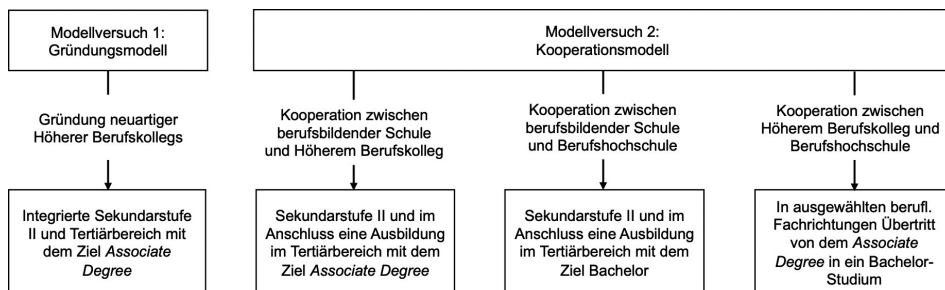 Modellversuch 1:
Gründungsmodell
Modellversuch 2:
Kooperationsmodell
Gründung neuartiger
Höherer Berufskollegs
Kooperation zwischen
berufsbildender Schule
und Höherem Berufskolleg
Kooperation zwischen
berufsbildender Schule
und Berufshochschule
Kooperation zwischen
Höherem Berufskolleg und
Berufshochschule
Integrierte Sekundarstufe
II und Tertiärbereich mit
dem Ziel Associate
Degree
Sekundarstufe II und im
Anschluss eine Ausbildung
im Tertiärbereich mit dem
Ziel Associate Degree
Sekundarstufe II und im
Anschluss eine Ausbildung
im Tertiärbereich mit dem
Ziel Bachelor
In ausgewählten berufl.
Fachrichtungen Übertritt
von dem Associate
Degree in ein Bachelor-
Studium